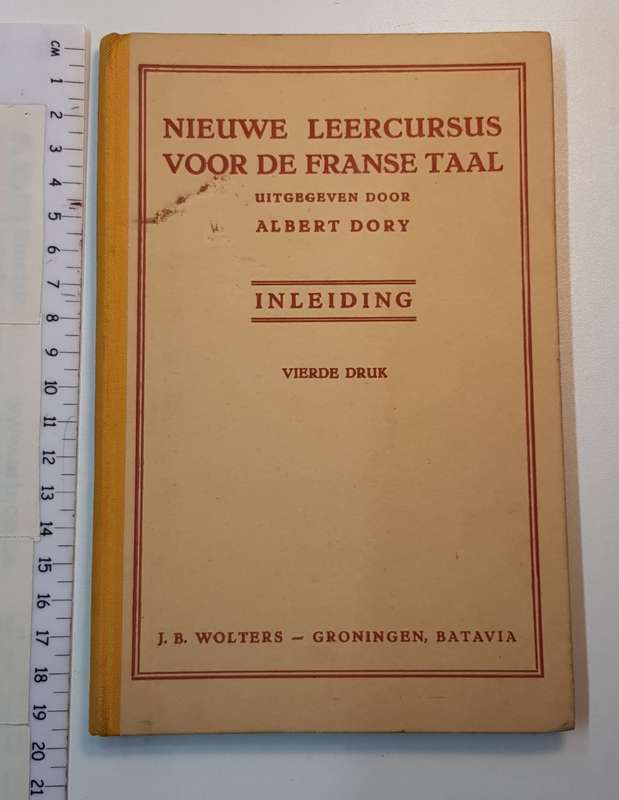 NIEUWE LEERCURSUS
VOOR DE FRANSE TAAL
UITGEGEVEN DOOR
ALBERT DORY
INLEIDING
VIERDE DRUK
J. B. WOLTERS — GRONINGEN, BATAVIA
CM
1
2
3
4
5
6
7
8
9
10
11
12
13
14
15
16
17
18
19
20
21